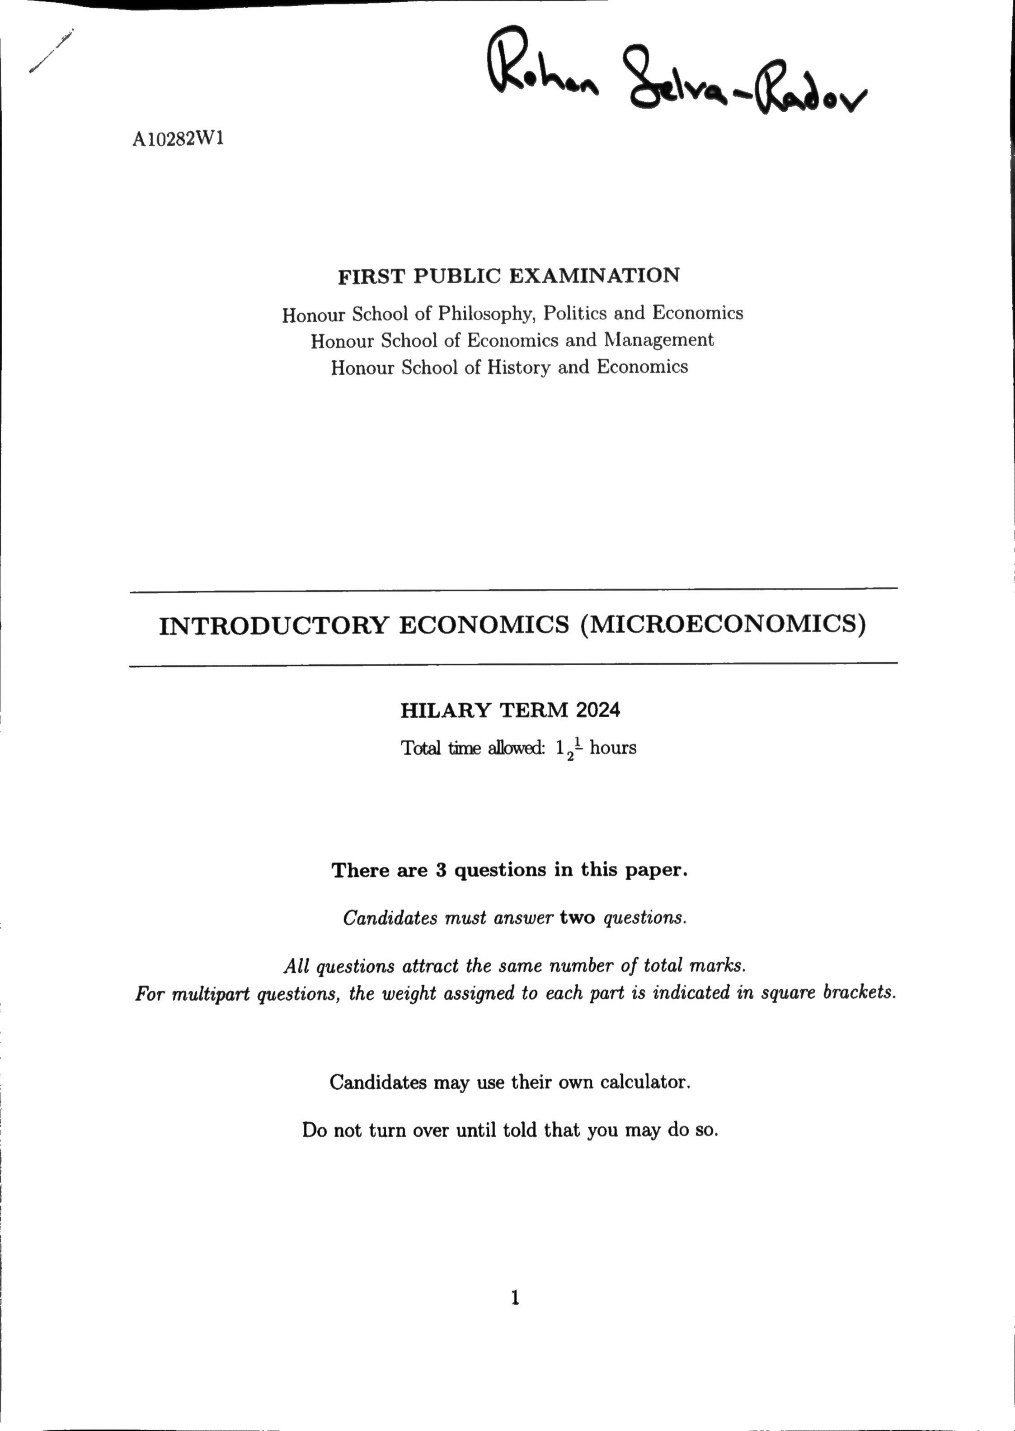 Rohan Selva-Radov
A10282W1
FIRST PUBLIC EXAMINATION
Honour School of Philosophy, Politics and Economics
Honour School of Economics and Management
Honour School of History and Economics
INTRODUCTORY ECONOMICS (MICROECONOMICS)
HILARY TERM 2024
Total time allowed: 1 1/2 hours
There are 3 questions in this paper.
Candidates must answer two questions.
All questions attract the same number of total marks.
For multipart questions, the weight assigned to each part is indicated in square brackets.
Candidates may use their own calculator.
Do not turn over until told that you may do so.
1